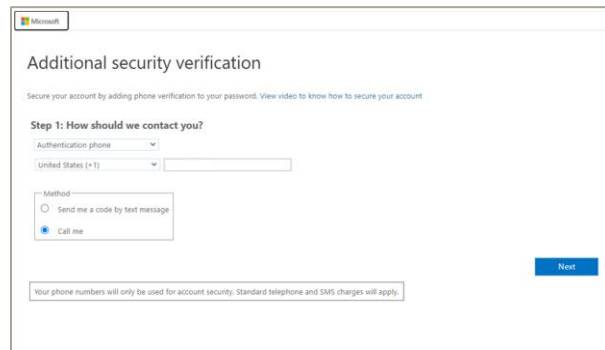 Microsoft
Additional security verification
Secure your account by adding phone verification to your password. View video to know how to secure your account
Step 1: How should we contact you?
Authentication phone
United States (+1)
Method
Send me a code by text message
Call me
Next
Your phone numbers will only be used for account security. Standard telephone and SMS charges will apply.